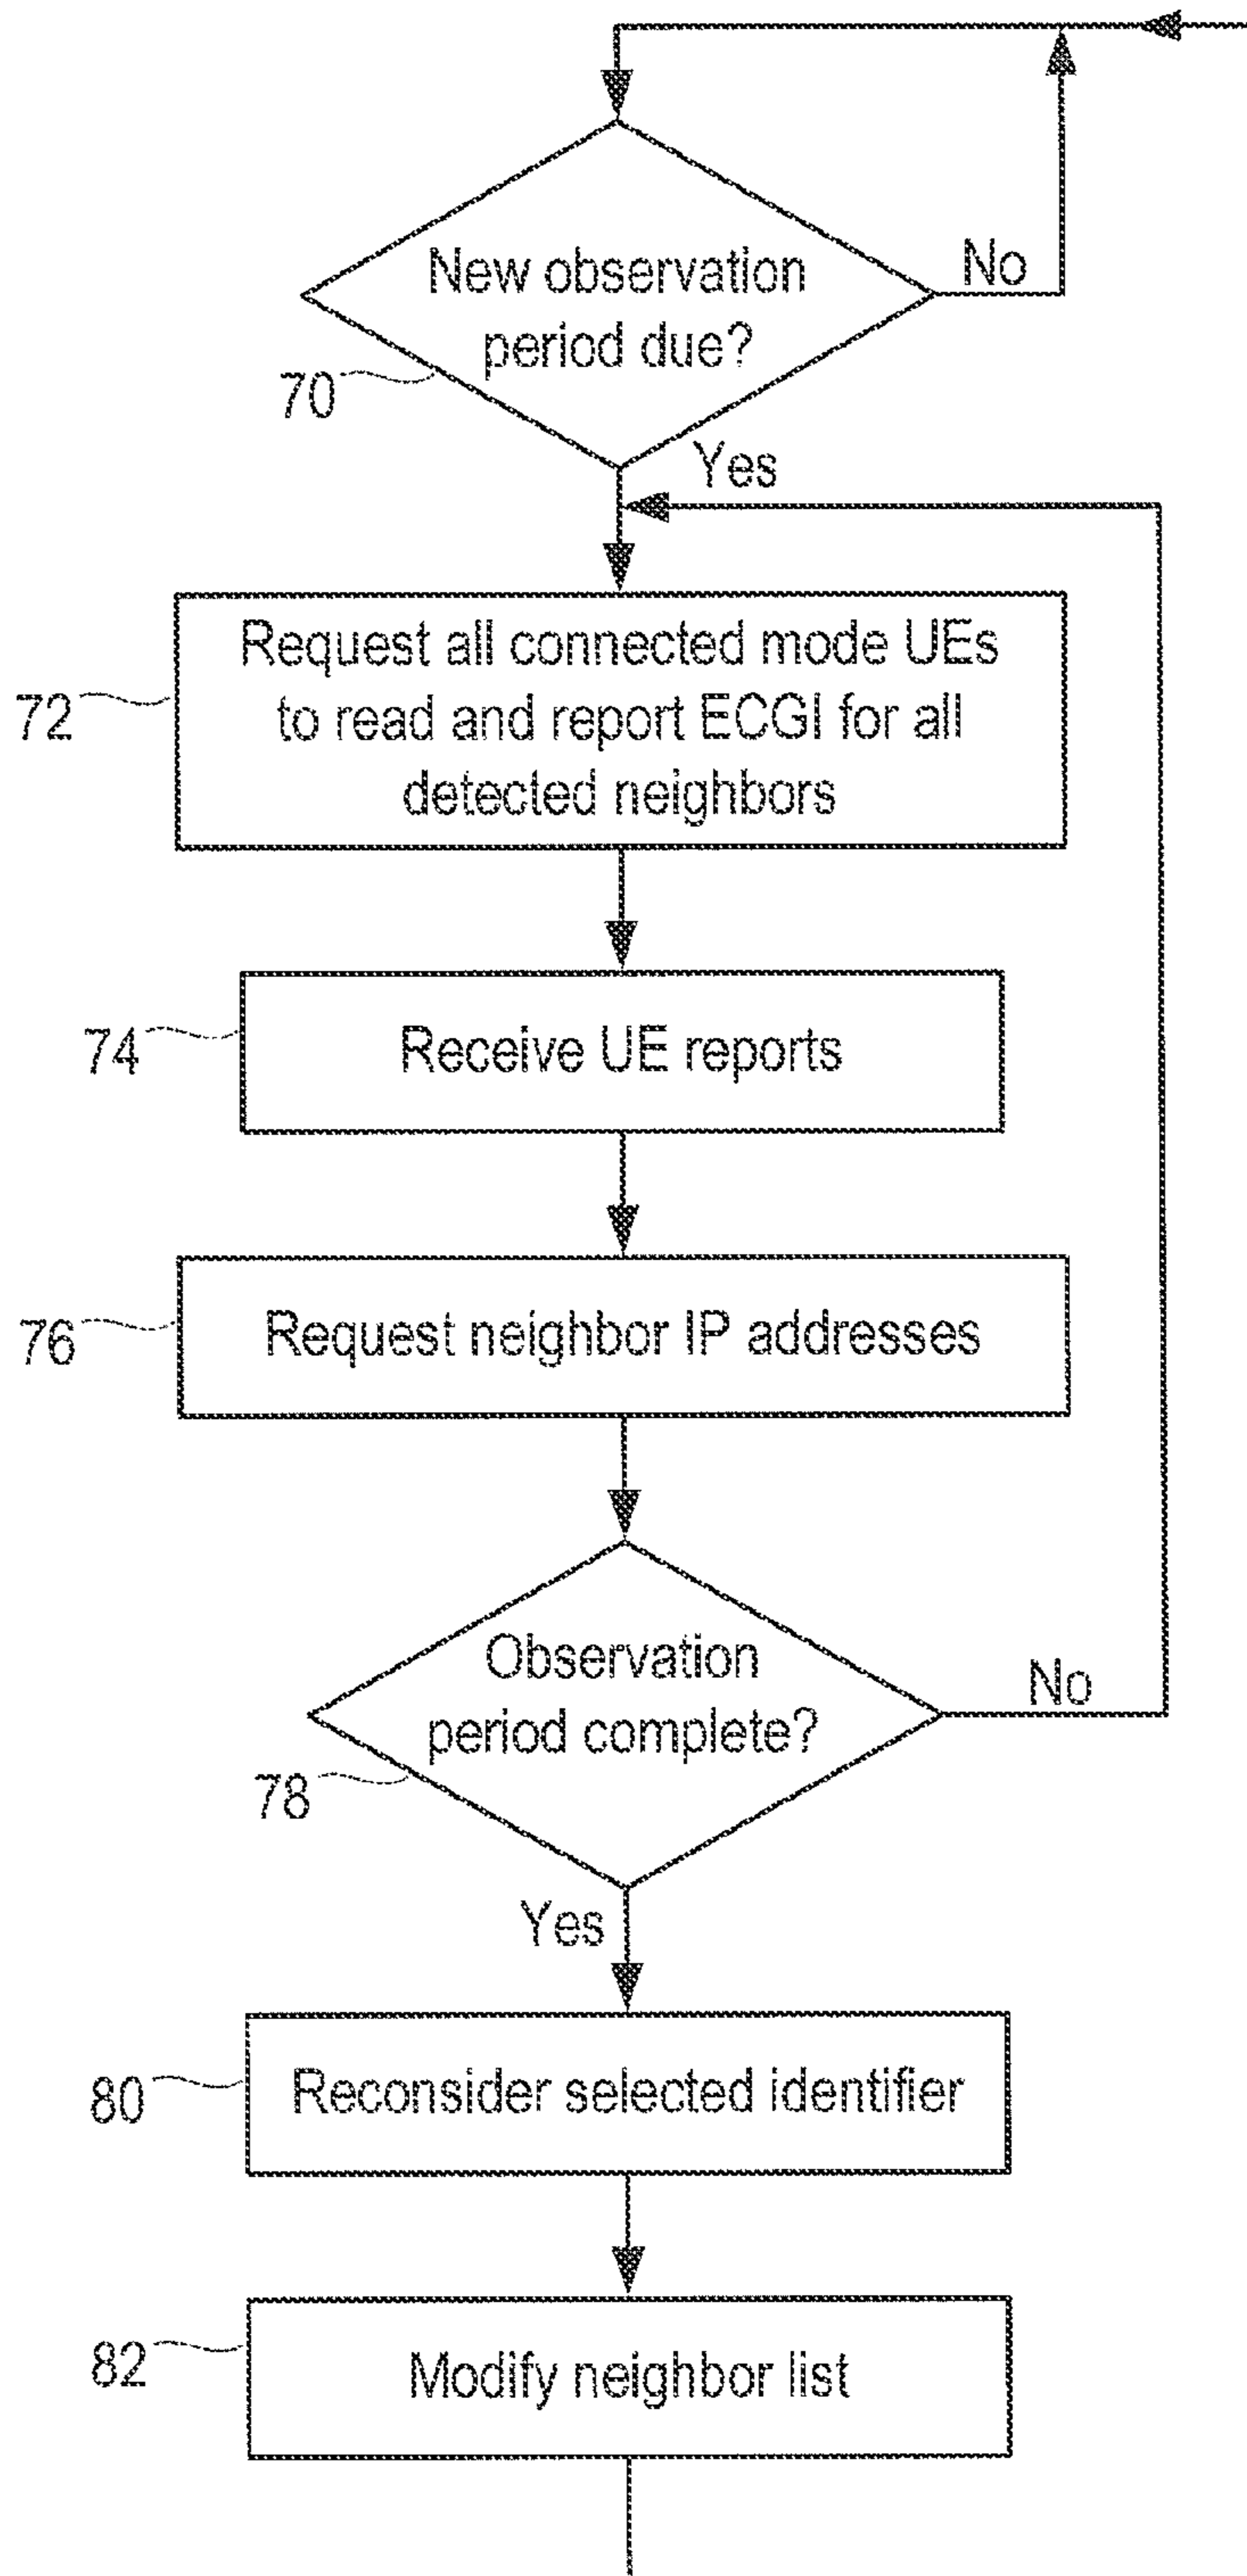 New observation
No
period due?
70
Yes
Request all connected mode UEs
72
to read and report ECGI for all
detected neighbors
74
Receive UE reports
76
Request neighbor IP addresses
Observation
No
period complete?
78
Yes
80
Reconsider selected identifier
82
Modify neighbor list